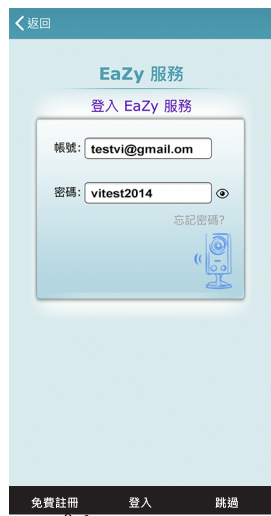 返回
EaZy 服務
登入 EaZy 服務
帳號: testvi@gmail.om
密碼: vitest2014
忘記密碼?
免費註冊 登入 跳過